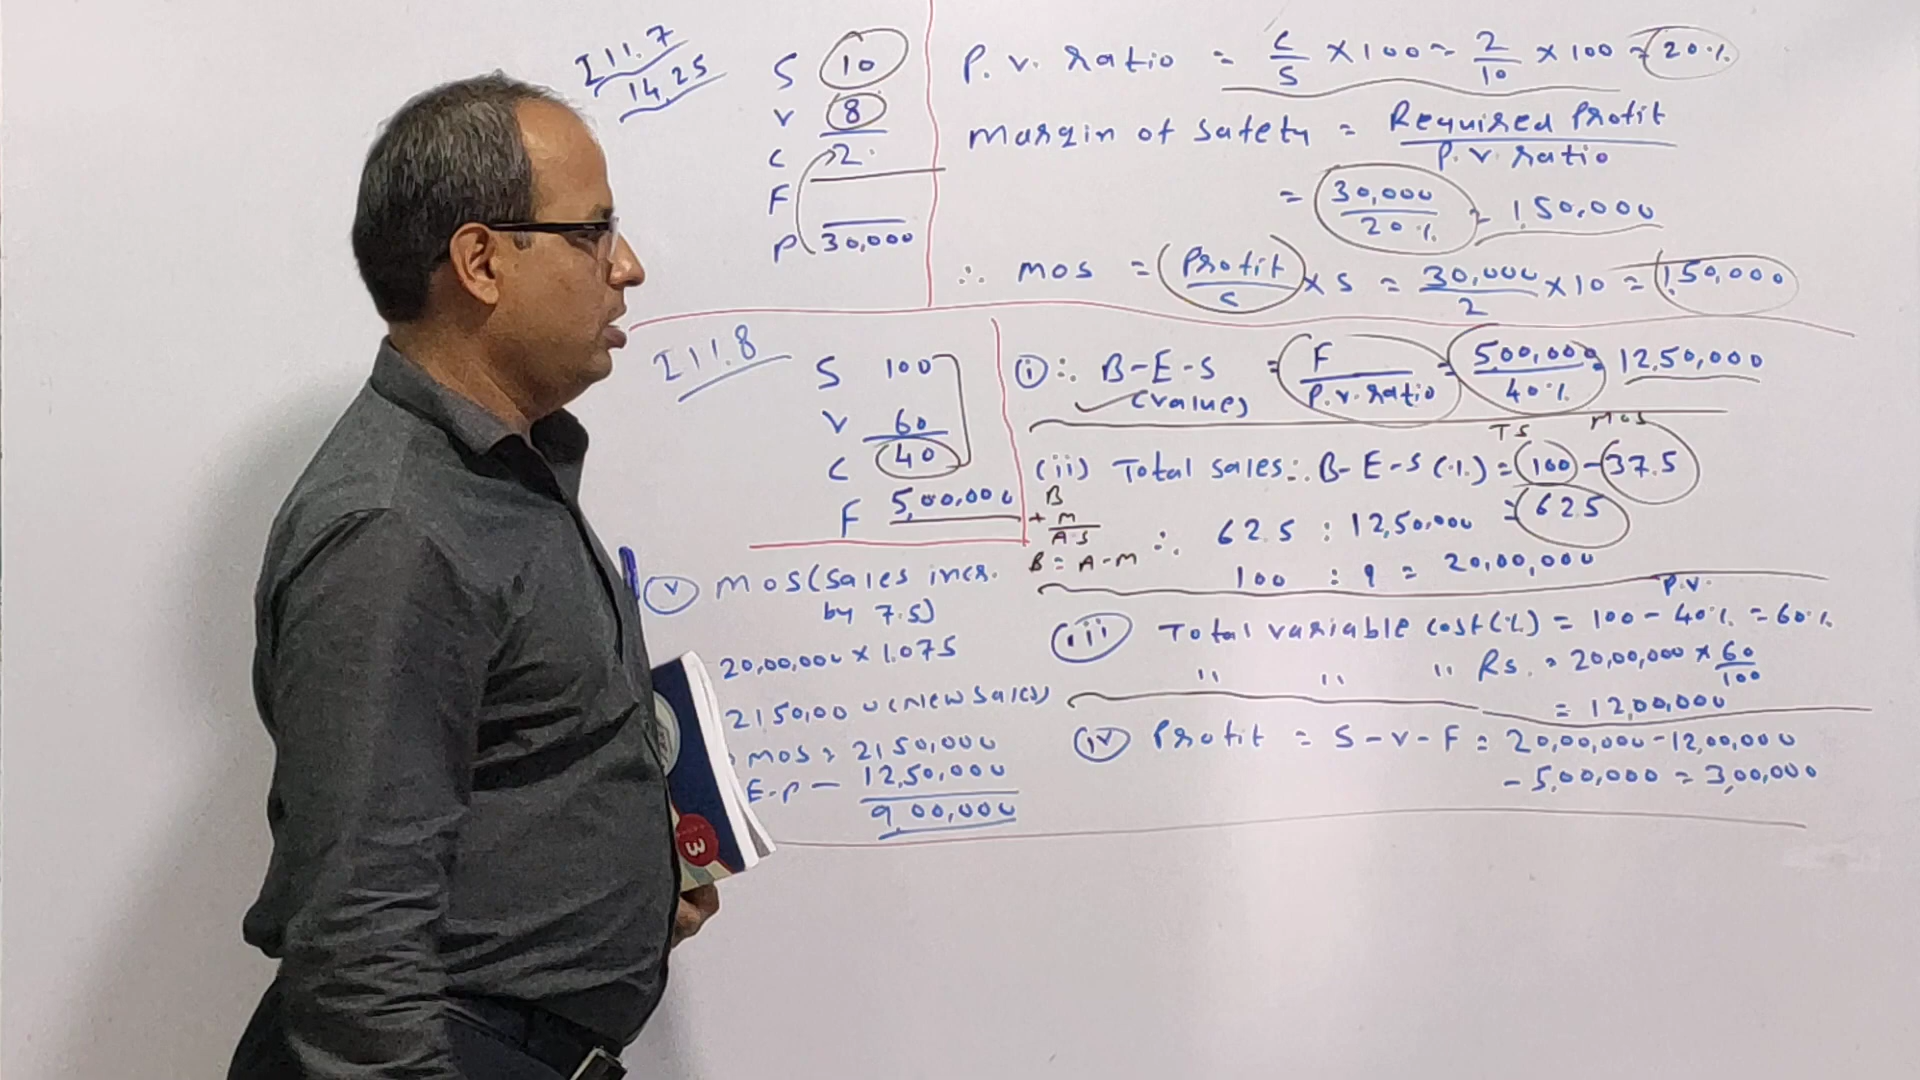 I 11.7
14.25
S 10
V 8
C 2.
F
P 30,000
P.V. ratio = C/S × 100 = 2/10 × 100 = 20%
Margin of Safety = Required Profit / P.V. ratio
= 30,000 / 20% = 1,50,000
∴ MOS = (Profit / C) × S = 30,000 / 2 × 10 = 1,50,000
I 11.8
S 100
V 60
C 40
F 5,00,000
(i) ∴ B-E-S (Value) = F / P.V. ratio = 5,00,000 / 40% = 12,50,000
TS MOS
(ii) Total Sales ∴ B-E-S (%) = 100 - 37.5
= 62.5
B
+ M
A S
B = A - M
∴ 62.5 : 12,50,000
100 : ? = 20,00,000
P.V.
(iii) Total variable cost (%) = 100 - 40% = 60%
" " " Rs. = 20,00,000 × 60/100
= 12,00,000
(iv) Profit = S - V - F = 20,00,000 - 12,00,000
- 5,00,000 = 3,00,000
(v) MOS (Sales incr.
by 7.5)
20,00,000 × 1.075
2150,000 (New Sales)
MOS = 2150,000
E.P - 12,50,000
9,00,000
3